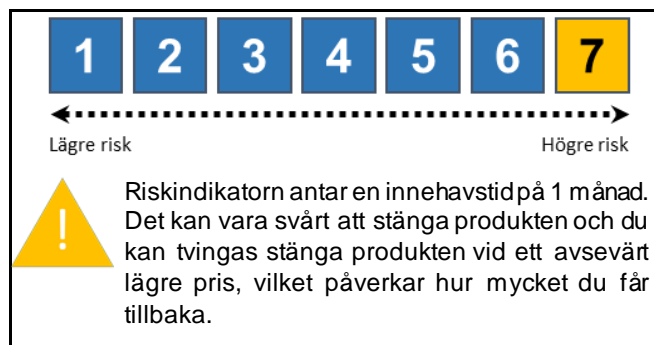 1 2 3 4 5 6 7
Lägre risk Högre risk
!
Riskindikatorn antar en innehavstid på 1 månad.
Det kan vara svårt att stänga produkten och du
kan tvingas stänga produkten vid ett avsevärt
lägre pris, vilket påverkar hur mycket du får
tillbaka.